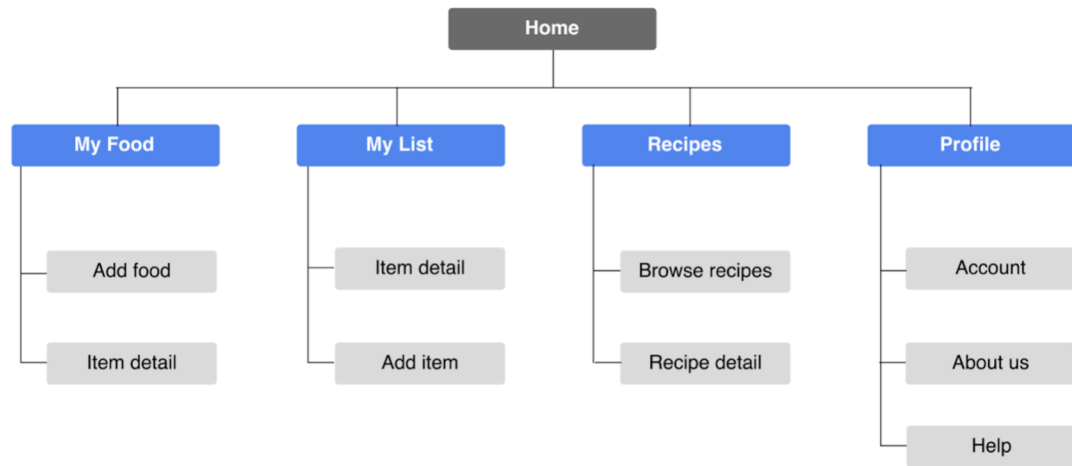 Home
My Food
My List
Recipes
Profile
Add food
Item detail
Item detail
Add item
Browse recipes
Recipe detail
Account
About us
Help